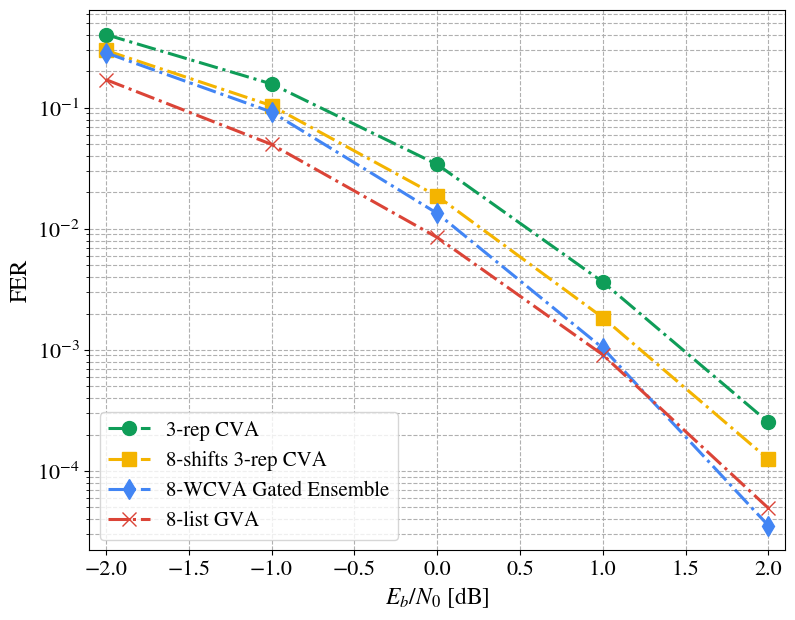 FER
10⁻¹
10⁻²
10⁻³
10⁻⁴
3-rep CVA
8-shifts 3-rep CVA
8-WCVA Gated Ensemble
8-list GVA
−2.0 −1.5 −1.0 −0.5 0.0 0.5 1.0 1.5 2.0
E_b/N_0 [dB]